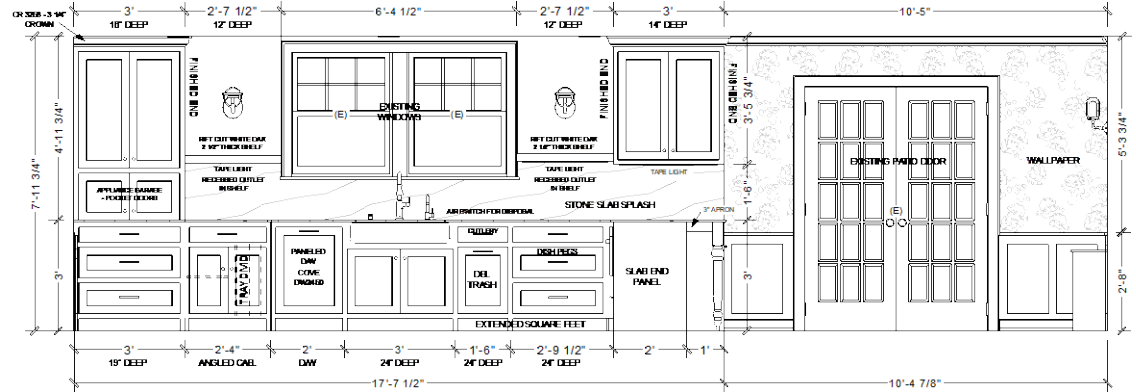 CR 3268 - 3 1/4"
CROWN
3'
18" DEEP
2'-7 1/2"
12" DEEP
6'-4 1/2"
2'-7 1/2"
12" DEEP
3'
14" DEEP
10'-5"
7'-11 3/4"
4'-11 3/4"
3'
FINISHED END
FINISHED END
FINISHED END
3'-5 3/4"
1'-6"
3'
5'-3 3/4"
2'-8"
EXISTING
WINDOWS
(E)
(E)
RIFT CUT WHITE OAK
2 1/2" THICK SHELF
RIFT CUT WHITE OAK
2 1/2" THICK SHELF
TAPE LIGHT
RECESSED OUTLET
IN SHELF
TAPE LIGHT
RECESSED OUTLET
IN SHELF
TAPE LIGHT
APPLIANCE GARAGE
- POCKET DOORS
STONE SLAB SPLASH
AIR SWITCH FOR DISPOSAL
3" APRON
EXISTING PATIO DOOR
(E)
WALLPAPER
TRAY DIVID
PANELED
D/W
COVE
CUTLERY
DBL
TRASH
DISH PEGS
SLAB END
PANEL
EXTENDED SQUARE FEET
3'
19" DEEP
2'-4"
ANGLED CAB.
2'
D/W
3'
24" DEEP
1'-6"
24" DEEP
2'-9 1/2"
24" DEEP
2'
1'
17'-7 1/2"
10'-4 7/8"